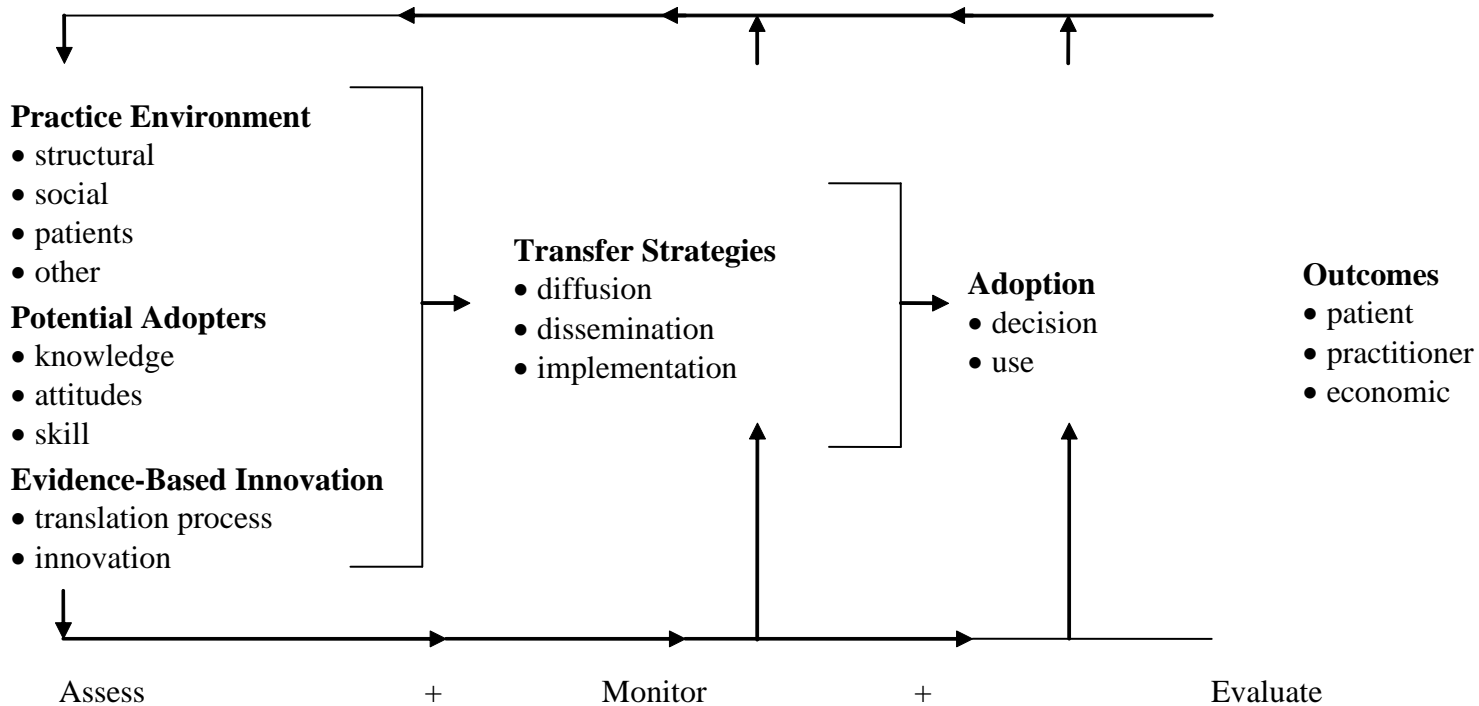 Practice Environment
• structural
• social
• patients
• other
Potential Adopters
• knowledge
• attitudes
• skill
Evidence-Based Innovation
• translation process
• innovation
Transfer Strategies
• diffusion
• dissemination
• implementation
Adoption
• decision
• use
Outcomes
• patient
• practitioner
• economic
Assess + Monitor + Evaluate